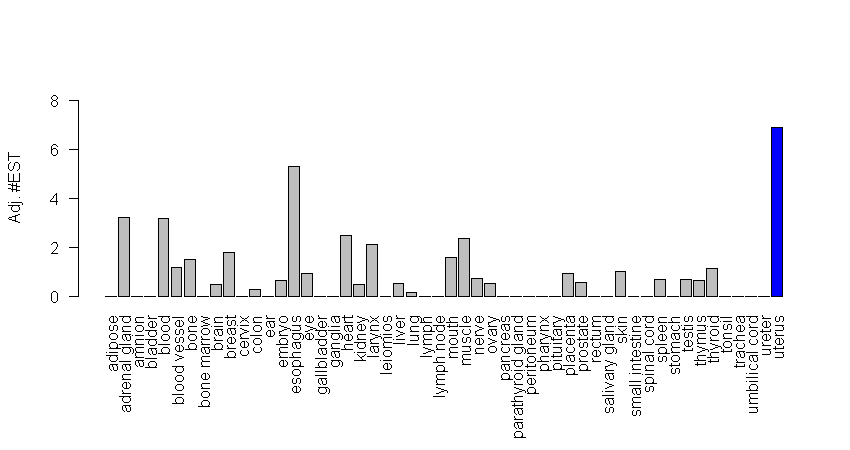 Adj. #EST
8
6
4
2
0
adipose
adrenal gland
amnion
bladder
blood
blood vessel
bone
bone marrow
brain
breast
cervix
colon
ear
embryo
esophagus
eye
gallbladder
ganglia
heart
kidney
larynx
leiomios
liver
lung
lymph
lymph node
mouth
muscle
nerve
ovary
pancreas
parathyroid gland
peritoneum
pharynx
pituitary
placenta
prostate
rectum
salivary gland
skin
small intestine
spinal cord
spleen
stomach
testis
thymus
thyroid
tonsil
trachea
umbilical cord
ureter
uterus